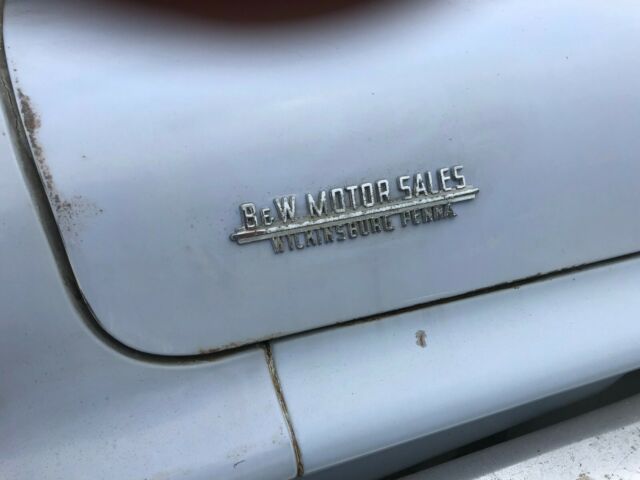 B & W MOTOR SALES
WILKINSBURG PENNA.